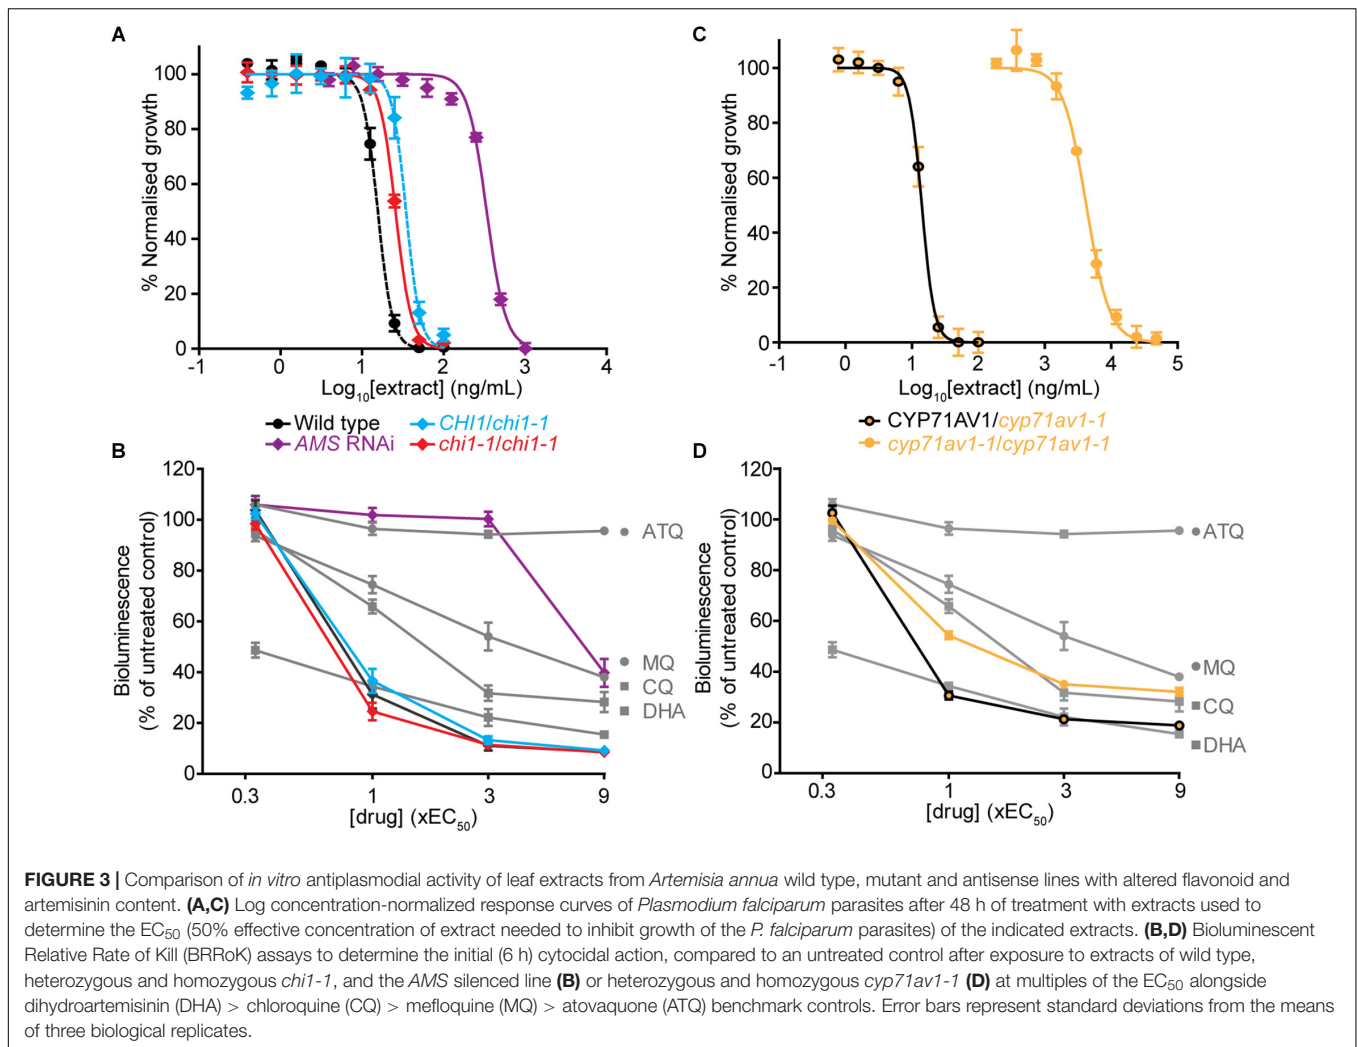 A
% Normalised growth
100
80
60
40
20
0
-1 0 1 2 3 4
Log10[extract] (ng/mL)
C
% Normalised growth
100
80
60
40
20
0
-1 0 1 2 3 4 5
Log10[extract] (ng/mL)
Wild type CHI1/chi1-1
AMS RNAi chi1-1/chi1-1
CYP71AV1/cyp71av1-1
cyp71av1-1/cyp71av1-1
B
Bioluminescence
(% of untreated control)
120
100
80
60
40
20
0
ATQ
MQ
CQ
DHA
0.3 1 3 9
[drug] (xEC50)
D
Bioluminescence
(% of untreated control)
120
100
80
60
40
20
0
ATQ
MQ
CQ
DHA
0.3 1 3 9
[drug] (xEC50)
FIGURE 3 | Comparison of in vitro antiplasmodial activity of leaf extracts from Artemisia annua wild type, mutant and antisense lines with altered flavonoid and
artemisinin content. (A,C) Log concentration-normalized response curves of Plasmodium falciparum parasites after 48 h of treatment with extracts used to
determine the EC50 (50% effective concentration of extract needed to inhibit growth of the P. falciparum parasites) of the indicated extracts. (B,D) Bioluminescent
Relative Rate of Kill (BRRoK) assays to determine the initial (6 h) cytocidal action, compared to an untreated control after exposure to extracts of wild type,
heterozygous and homozygous chi1-1, and the AMS silenced line (B) or heterozygous and homozygous cyp71av1-1 (D) at multiples of the EC50 alongside
dihydroartemisinin (DHA) > chloroquine (CQ) > mefloquine (MQ) > atovaquone (ATQ) benchmark controls. Error bars represent standard deviations from the means
of three biological replicates.